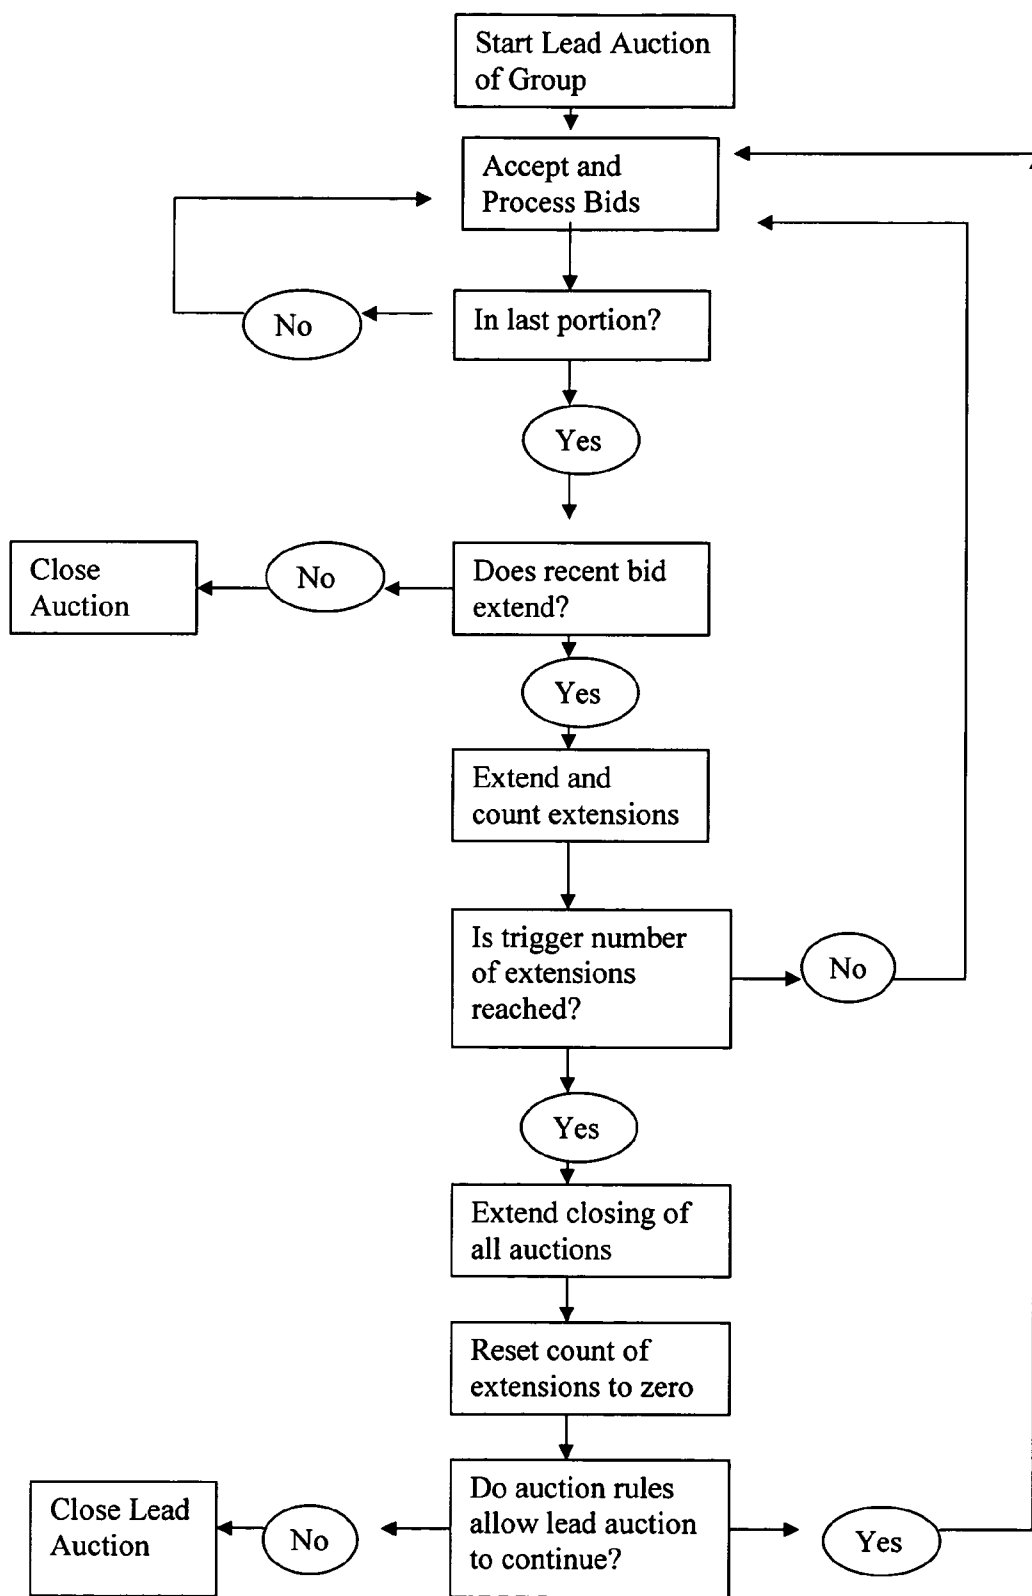 Start Lead Auction
of Group
Accept and
Process Bids
No
In last portion?
Yes
Close
Auction
No
Does recent bid
extend?
Yes
Extend and
count extensions
Is trigger number
of extensions
reached?
No
Yes
Extend closing of
all auctions
Reset count of
extensions to zero
Close Lead
Auction
No
Do auction rules
allow lead auction
to continue?
Yes